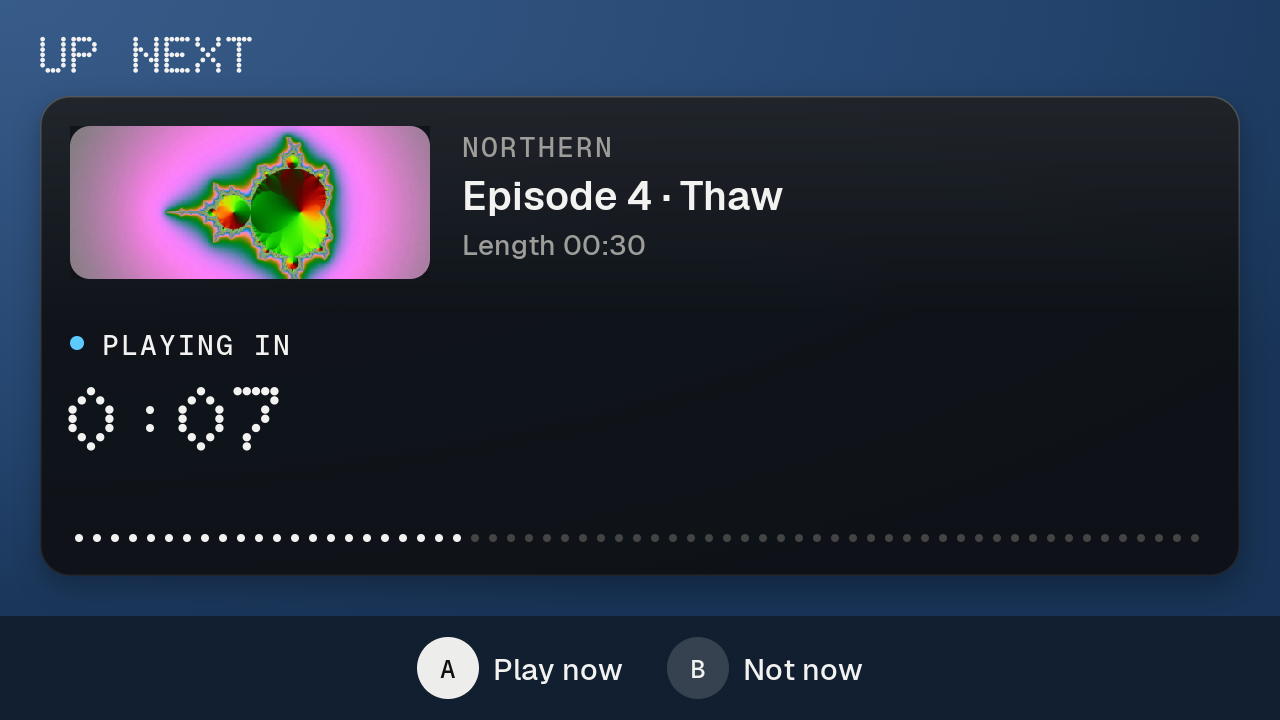 UP NEXT
NORTHERN
Episode 4 · Thaw
Length 00:30
PLAYING IN
0:07
A Play now B Not now